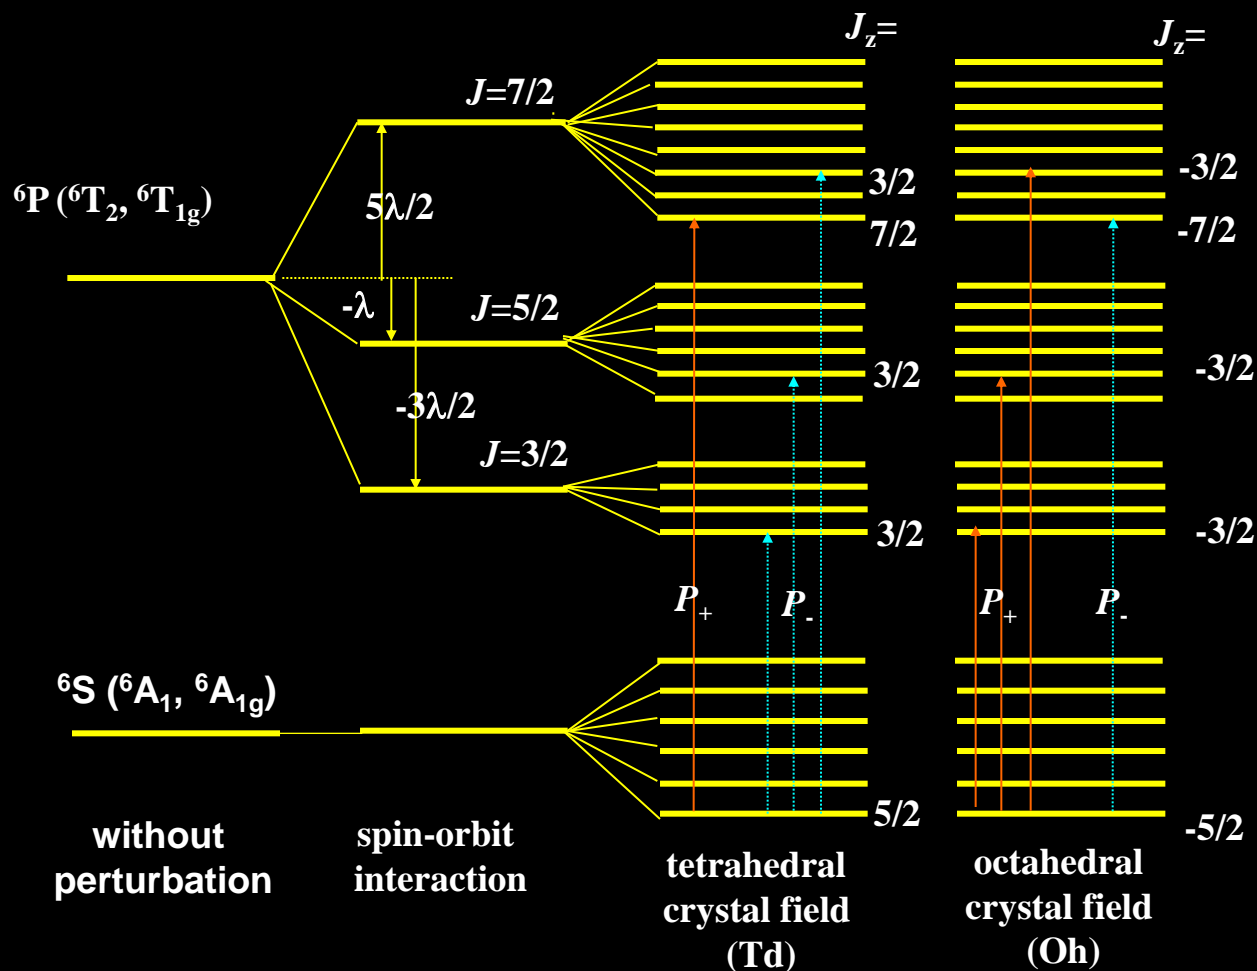 J_z=
J_z=
J=7/2
-3/2
3/2
⁶P (⁶T₂, ⁶T₁g)
5λ/2
7/2
-7/2
-λ
J=5/2
3/2
-3/2
-3λ/2
J=3/2
3/2
-3/2
P₊
P₋
P₊
P₋
⁶S (⁶A₁, ⁶A₁g)
5/2
-5/2
without
perturbation
spin-orbit
interaction
tetrahedral
crystal field
(Td)
octahedral
crystal field
(Oh)